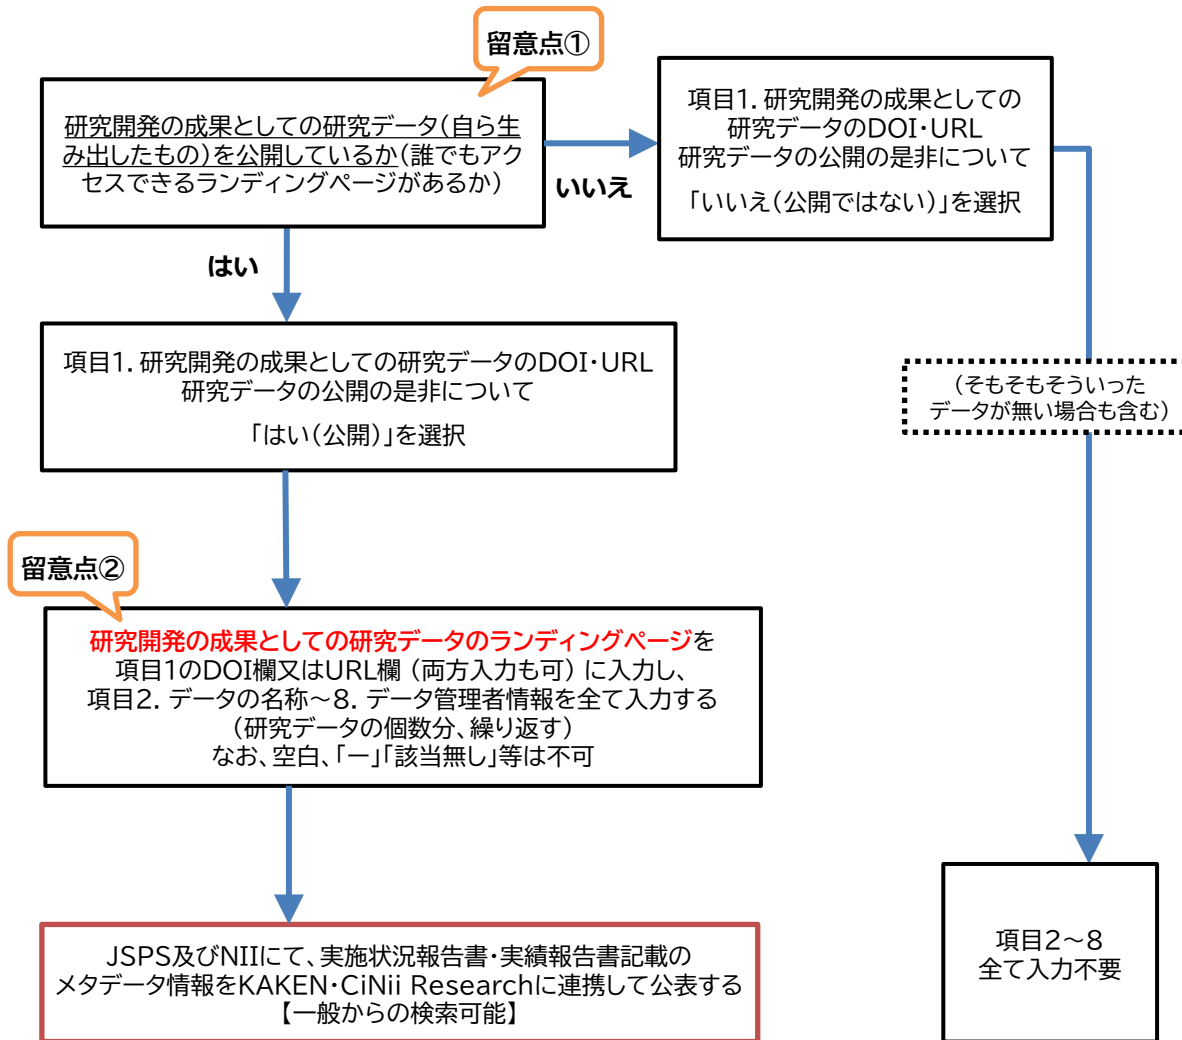 留意点①
研究開発の成果としての研究データ(自ら生
み出したもの)を公開しているか(誰でもアク
セスできるランディングページがあるか)
いいえ
項目1. 研究開発の成果としての
研究データのDOI・URL
研究データの公開の是非について
「いいえ(公開ではない)」を選択
はい
項目1. 研究開発の成果としての研究データのDOI・URL
研究データの公開の是非について
「はい(公開)」を選択
(そもそもそういった
データが無い場合も含む)
留意点②
研究開発の成果としての研究データのランディングページを
項目1のDOI欄又はURL欄 (両方入力も可) に入力し、
項目2. データの名称~8. データ管理者情報を全て入力する
(研究データの個数分、繰り返す)
なお、空白、「ー」「該当無し」等は不可
JSPS及びNIIにて、実施状況報告書・実績報告書記載の
メタデータ情報をKAKEN・CiNii Researchに連携して公表する
【一般からの検索可能】
項目2~8
全て入力不要